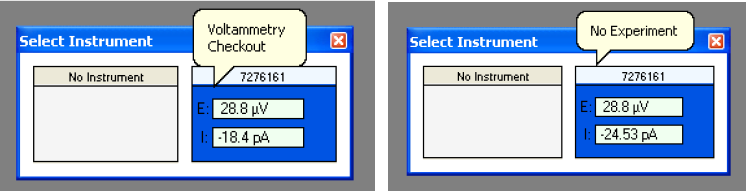 Voltammetry
Checkout
Select Instrument
No Instrument
7276161
E: 28.8 µV
I: -18.4 pA
No Experiment
Select Instrument
No Instrument
7276161
E: 28.8 µV
I: -24.53 pA